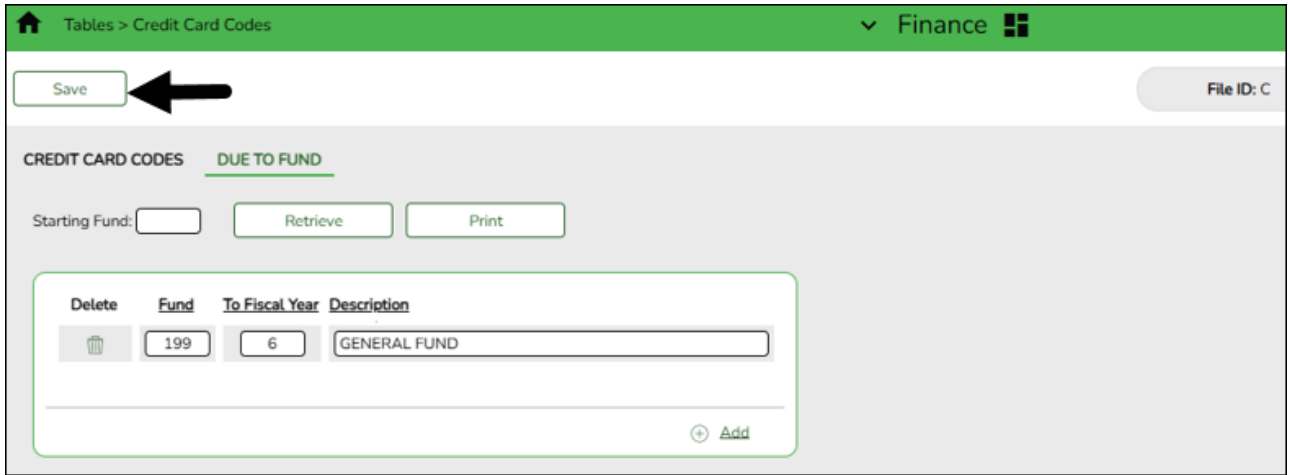 Tables > Credit Card Codes
Finance
Save
File ID: C
CREDIT CARD CODES DUE TO FUND
Starting Fund: Retrieve Print
Delete Fund To Fiscal Year Description
199 6 GENERAL FUND
Add